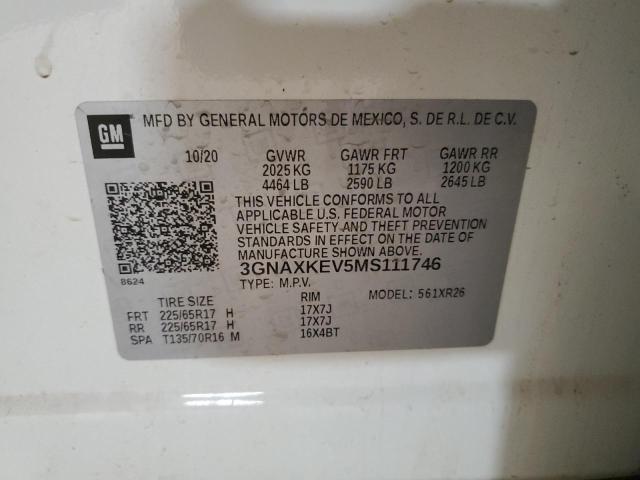 GM MFD BY GENERAL MOTORS DE MEXICO, S. DE R.L. DE C.V.
10/20 GVWR GAWR FRT GAWR RR
2025 KG 1175 KG 1200 KG
4464 LB 2590 LB 2645 LB
THIS VEHICLE CONFORMS TO ALL
APPLICABLE U.S. FEDERAL MOTOR
VEHICLE SAFETY AND THEFT PREVENTION
STANDARDS IN EFFECT ON THE DATE OF
MANUFACTURE SHOWN ABOVE.
3GNAXKEV5MS111746
8624
TYPE: M.P.V. MODEL: 561XR26
TIRE SIZE RIM
FRT 225/65R17 H 17X7J
RR 225/65R17 H 17X7J
SPA T135/70R16 M 16X4BT